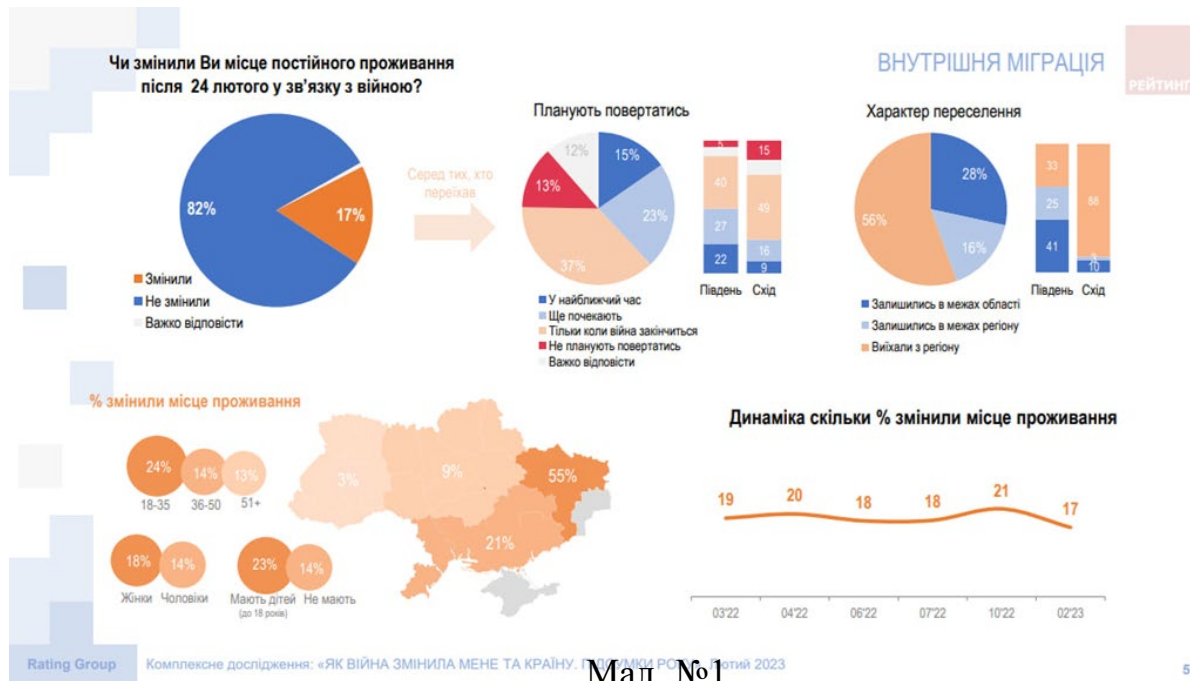 Чи змінили Ви місце постійного проживання
після 24 лютого у зв’язку з війною?
82%
17%
Змінили
Не змінили
Важко відповісти
Серед тих, хто
переїхав
ВНУТРІШНЯ МІГРАЦІЯ
РЕЙТИНГ
Планують повертатись
12%
15%
13%
23%
37%
У найближчий час
Ще почекають
Тільки коли війна закінчиться
Не планують повертатись
Важко відповісти
5
15
40
49
27
16
22
9
Південь Схід
Характер переселення
28%
56%
16%
Залишились в межах області
Залишились в межах регіону
Виїхали з регіону
33
88
25
41
10
Південь Схід
% змінили місце проживання
24%
14%
13%
18-35
36-50
51+
18%
14%
Жінки Чоловіки
23%
14%
Мають дітей Не мають
(до 18 років)
3%
9%
55%
21%
Динаміка скільки % змінили місце проживання
19
20
18
18
21
17
03'22
04'22
06'22
07'22
10'22
02'23
Rating Group
Комплексне дослідження: «ЯК ВІЙНА ЗМІНИЛА МЕНЕ ТА КРАЇНУ. ПІДСУМКИ РОКУ» Лютий 2023
5
Мал. №1